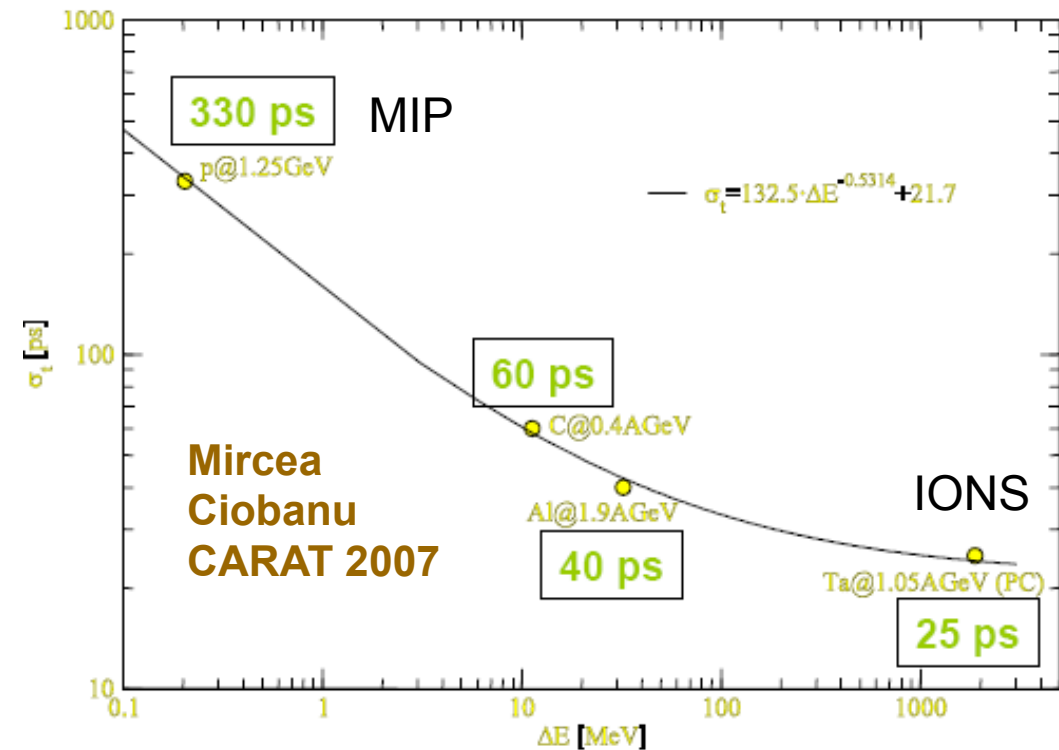 1000
330 ps
MIP
p@1.25GeV
σt=132.5·ΔE-0.5314+21.7
σt [ps]
100
60 ps
C@0.4AGeV
Mircea
Ciobanu
CARAT 2007
IONS
Al@1.9AGeV
40 ps
Ta@1.05AGeV (PC)
25 ps
10
0.1 1 10 100 1000
ΔE [MeV]